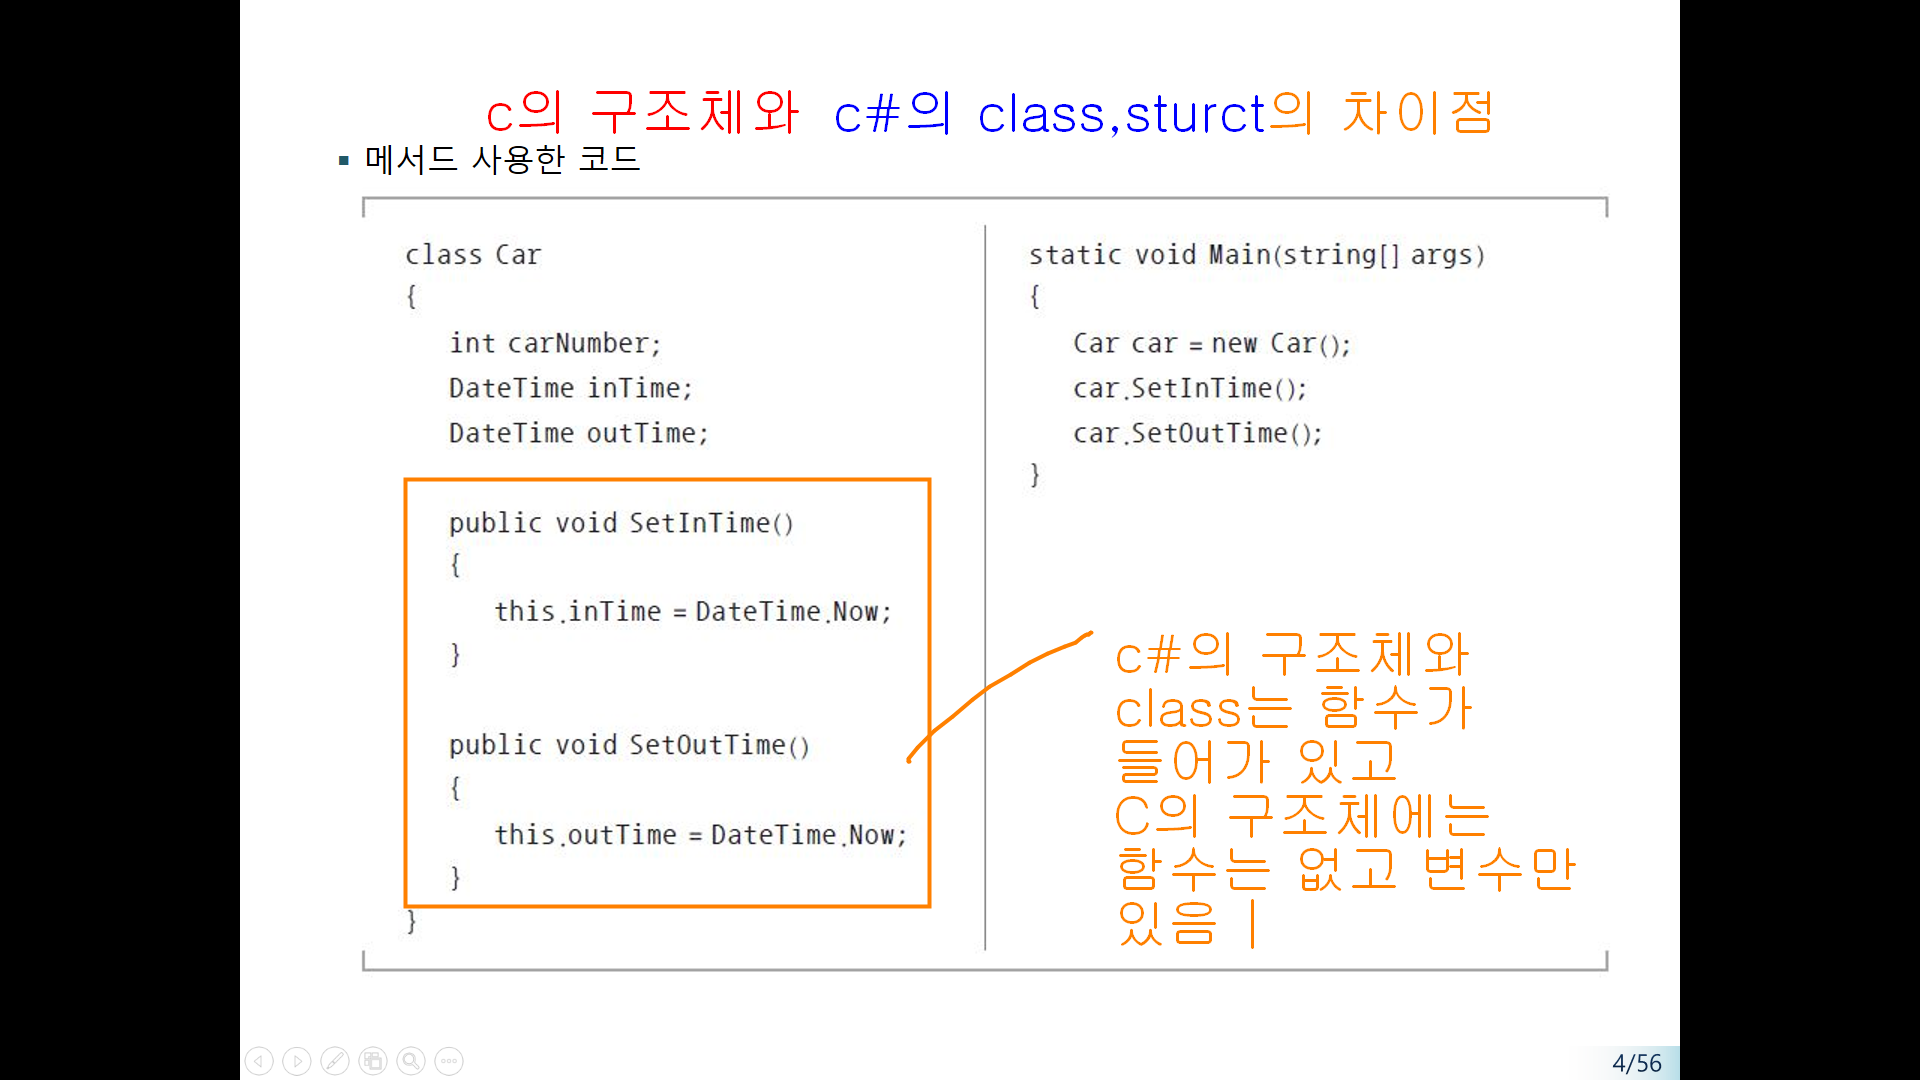 c의 구조체와 c#의 class,sturct의 차이점
▪ 메서드 사용한 코드
class Car
{
int carNumber;
DateTime inTime;
DateTime outTime;
public void SetInTime()
{
this.inTime = DateTime.Now;
}
public void SetOutTime()
{
this.outTime = DateTime.Now;
}
}
static void Main(string[] args)
{
Car car = new Car();
car.SetInTime();
car.SetOutTime();
}
c#의 구조체와
class는 함수가
들어가 있고
C의 구조체에는
함수는 없고 변수만
있음
4/56